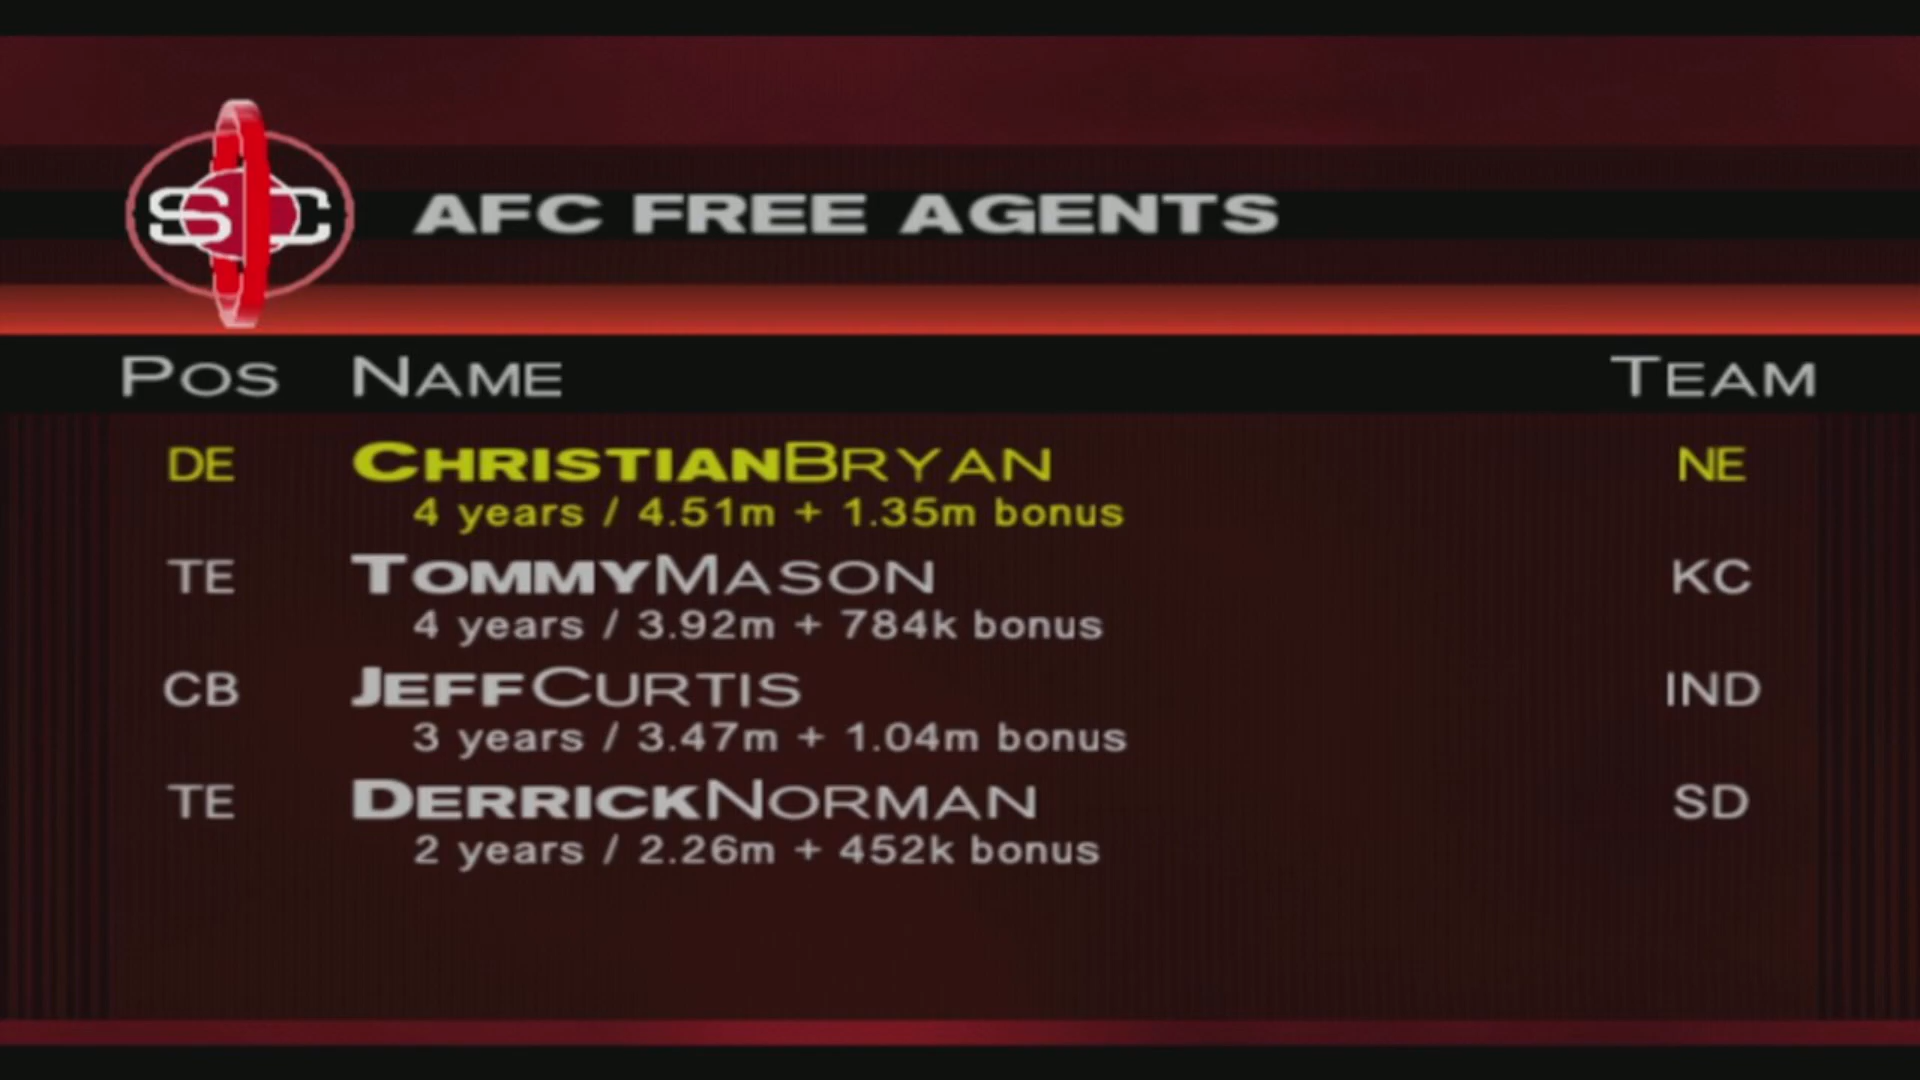 SC
AFC FREE AGENTS
POS NAME TEAM
DE CHRISTIANBRYAN NE
4 years / 4.51m + 1.35m bonus
TE TOMMYMASON KC
4 years / 3.92m + 784k bonus
CB JEFFCURTIS IND
3 years / 3.47m + 1.04m bonus
TE DERRICKNORMAN SD
2 years / 2.26m + 452k bonus